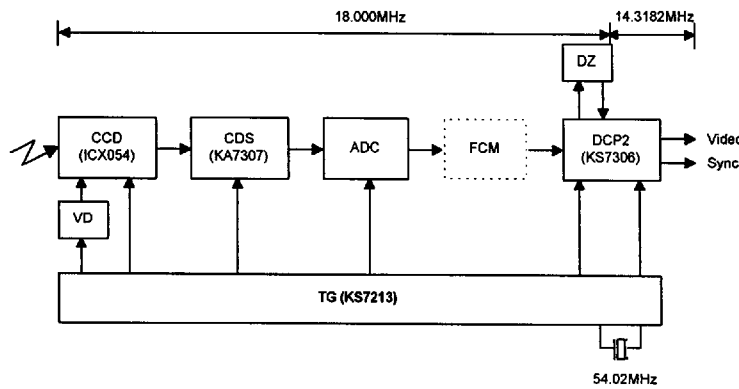 18.000MHz
14.3182MHz
DZ
CCD
(ICX054)
CDS
(KA7307)
ADC
FCM
DCP2
(KS7306)
Video
Sync
VD
TG (KS7213)
54.02MHz